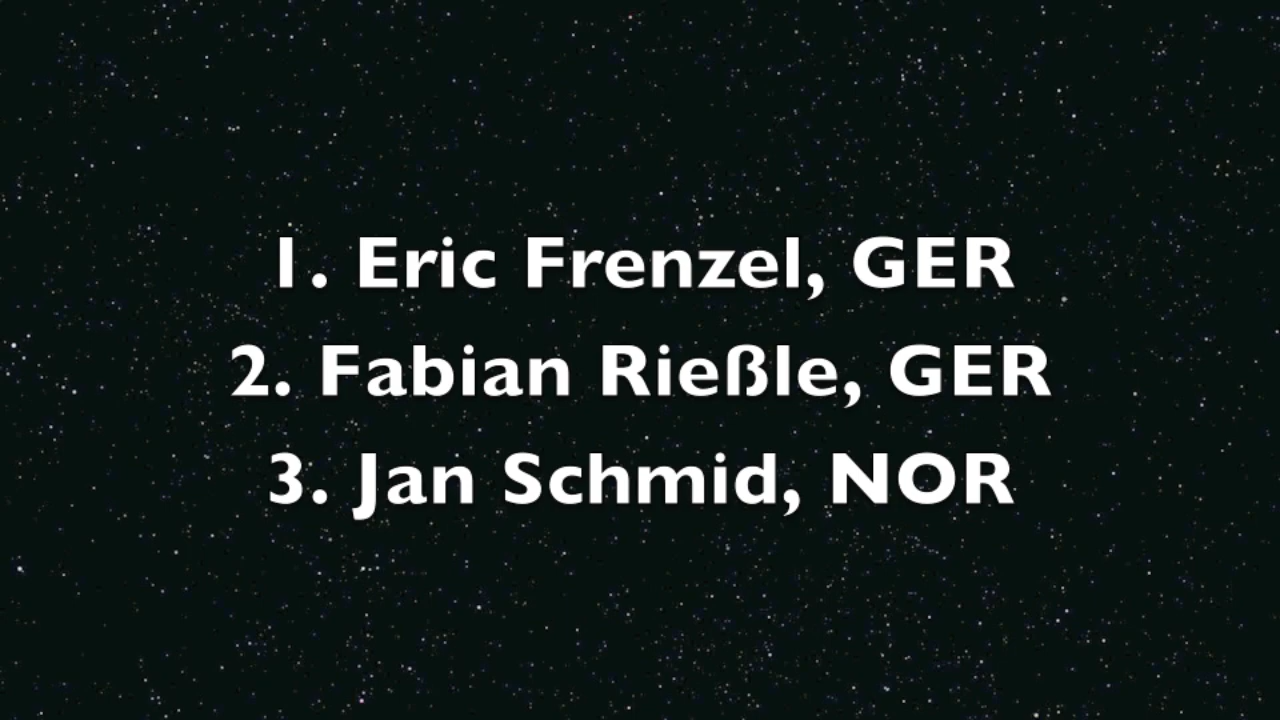 1. Eric Frenzel, GER
2. Fabian Rießle, GER
3. Jan Schmid, NOR